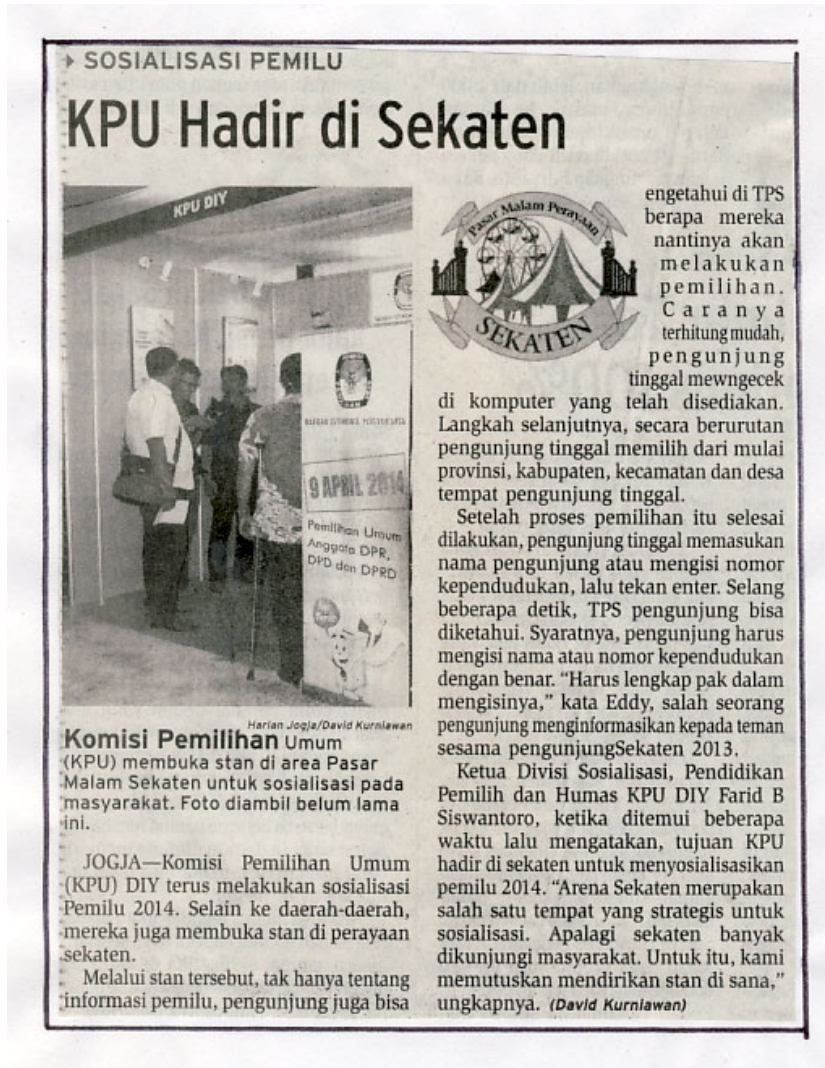 SOSIALISASI PEMILU
KPU Hadir di Sekaten
KPU DIY
DAERAH ISTIMEWA YOGYAKARTA
9 APRIL 2014
Pemilihan Umum
Anggota DPR,
DPD dan DPRD
Harian Jogja/David Kurniawan
Komisi Pemilihan Umum
(KPU) membuka stan di area Pasar
Malam Sekaten untuk sosialisasi pada
masyarakat. Foto diambil belum lama
ini.
JOGJA—Komisi Pemilihan Umum
(KPU) DIY terus melakukan sosialisasi
Pemilu 2014. Selain ke daerah-daerah,
mereka juga membuka stan di perayaan
sekaten.
Melalui stan tersebut, tak hanya tentang
informasi pemilu, pengunjung juga bisa
Pasar Malam Perayaan
SEKATEN
engetahui di TPS
berapa mereka
nantinya akan
melakukan
pemilihan.
Caranya
terhitung mudah,
pengunjung
tinggal mewngecek
di komputer yang telah disediakan.
Langkah selanjutnya, secara berurutan
pengunjung tinggal memilih dari mulai
provinsi, kabupaten, kecamatan dan desa
tempat pengunjung tinggal.
Setelah proses pemilihan itu selesai
dilakukan, pengunjung tinggal memasukan
nama pengunjung atau mengisi nomor
kependudukan, lalu tekan enter. Selang
beberapa detik, TPS pengunjung bisa
diketahui. Syaratnya, pengunjung harus
mengisi nama atau nomor kependudukan
dengan benar. “Harus lengkap pak dalam
mengisinya,” kata Eddy, salah seorang
pengunjung menginformasikan kepada teman
sesama pengunjungSekaten 2013.
Ketua Divisi Sosialisasi, Pendidikan
Pemilih dan Humas KPU DIY Farid B
Siswantoro, ketika ditemui beberapa
waktu lalu mengatakan, tujuan KPU
hadir di sekaten untuk menyosialisasikan
pemilu 2014. “Arena Sekaten merupakan
salah satu tempat yang strategis untuk
sosialisasi. Apalagi sekaten banyak
dikunjungi masyarakat. Untuk itu, kami
memutuskan mendirikan stan di sana,”
ungkapnya. (David Kurniawan)